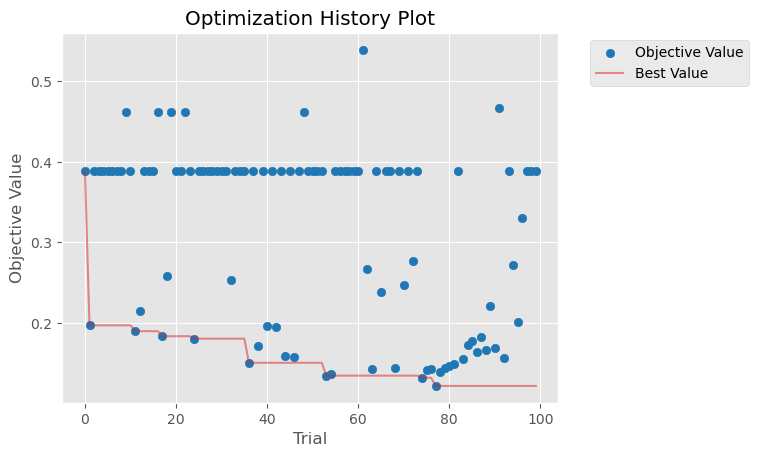 Optimization History Plot
Objective Value
Best Value
0.5
0.4
0.3
0.2
Objective Value
0
20
40
60
80
100
Trial